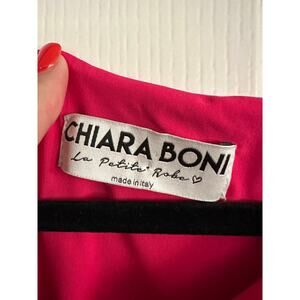 CHIARA BONI
La Petite Robe
made in italy